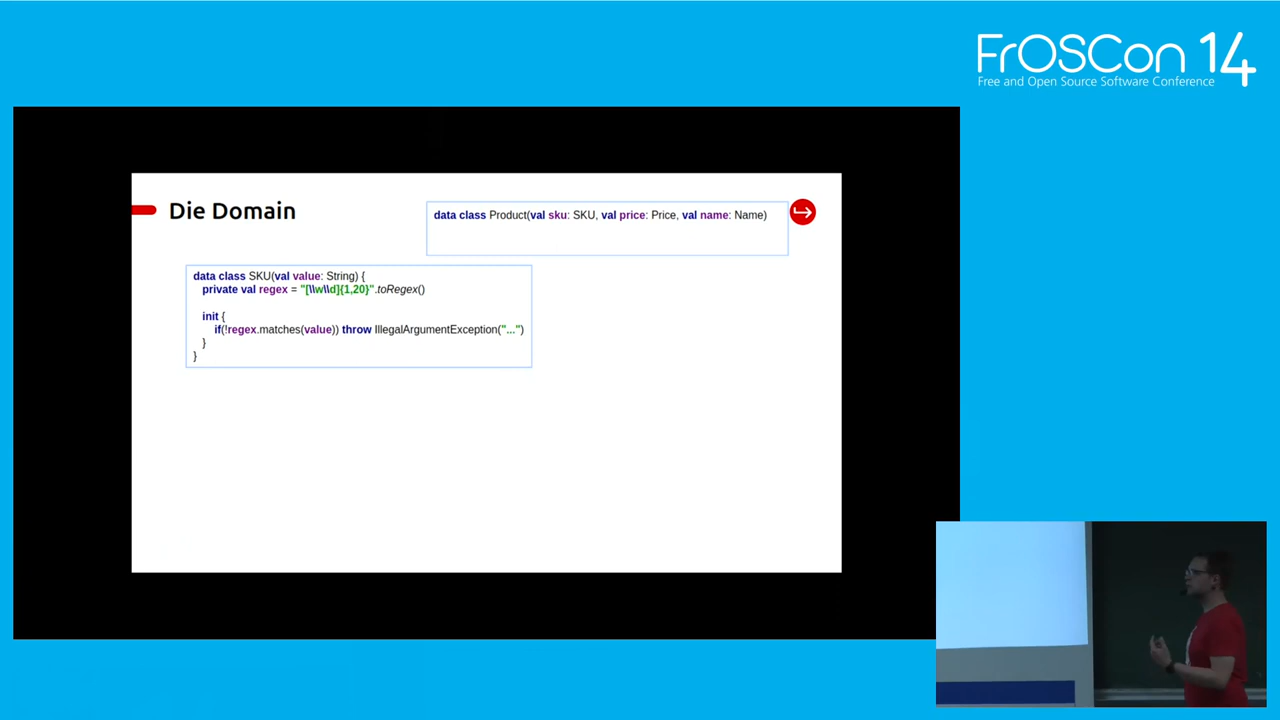 FrOSCon 14
Free and Open Source Software Conference
Die Domain
data class Product(val sku: SKU, val price: Price, val name: Name)
data class SKU(val value: String) {
private val regex = "[\\w\\d]{1,20}".toRegex()
init {
if(!regex.matches(value)) throw IllegalArgumentException("...")
}
}